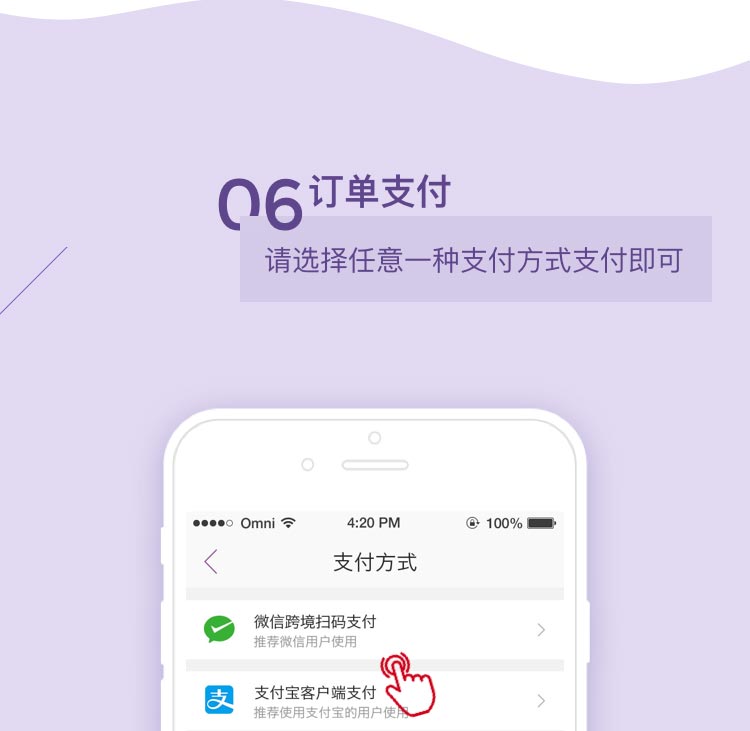 06 订单支付
请选择任意一种支付方式支付即可
Omni 4:20 PM 100%
支付方式
微信跨境扫码支付
推荐微信用户使用
支
支付宝客户端支付
推荐使用支付宝的用户使用